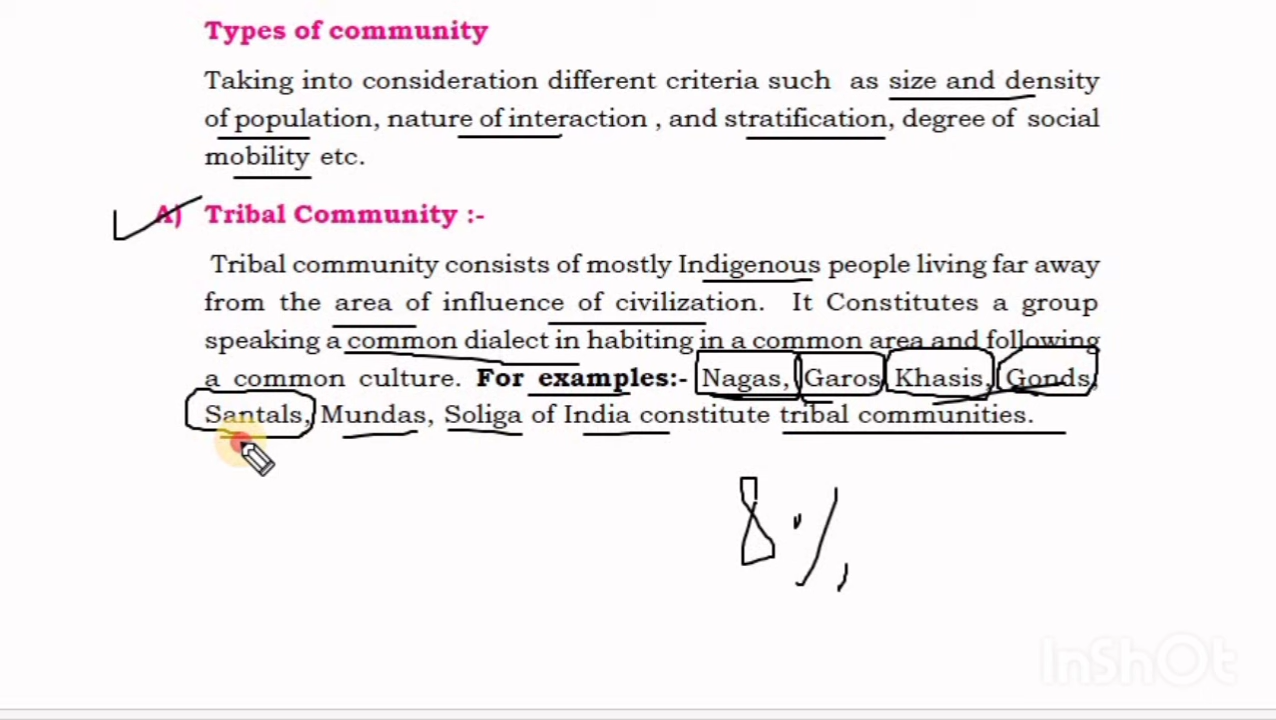 Types of community
Taking into consideration different criteria such as size and density
of population, nature of interaction , and stratification, degree of social
mobility etc.
A) Tribal Community :-
Tribal community consists of mostly Indigenous people living far away
from the area of influence of civilization. It Constitutes a group
speaking a common dialect in habiting in a common area and following
a common culture. For examples:- Nagas, Garos Khasis, Gonds,
Santals, Mundas, Soliga of India constitute tribal communities.
8%
InShOt